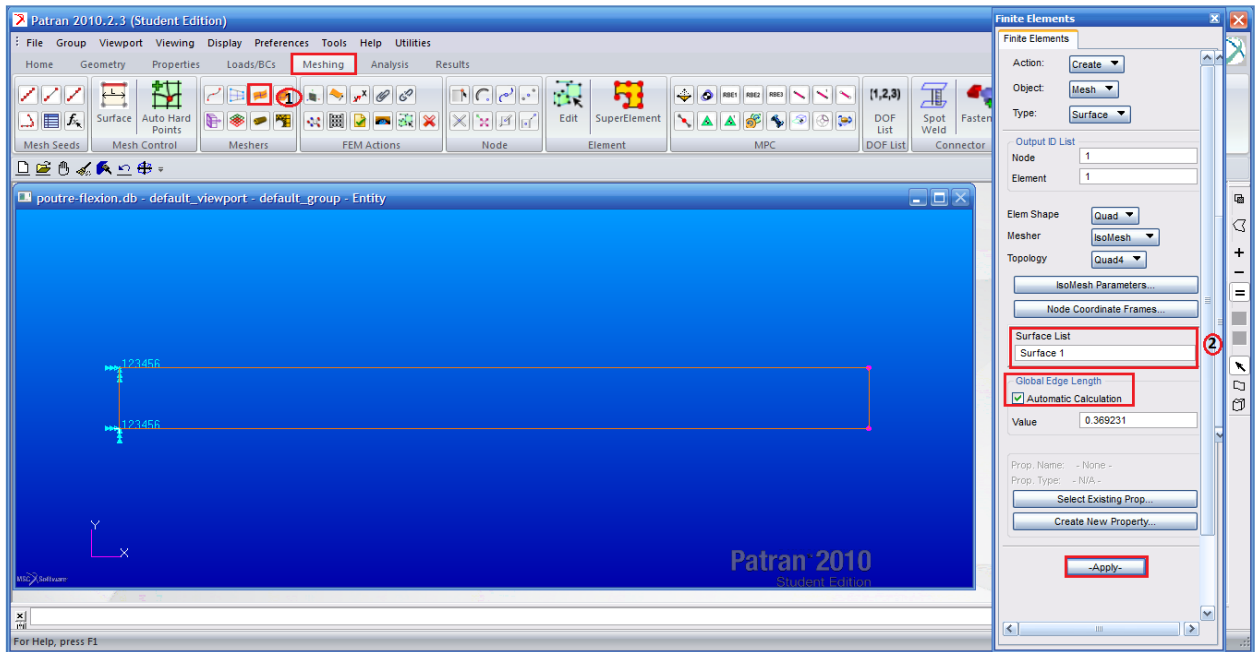 Patran 2010.2.3 (Student Edition)
File Group Viewport Viewing Display Preferences Tools Help Utilities
Home Geometry Properties Loads/BCs Meshing Analysis Results
1
Surface Auto Hard Points
Edit SuperElement
RBE1 RBE2 RBE3
(1,2,3)
DOF List
Spot Weld
Fasten
Mesh Seeds Mesh Control Meshers FEM Actions Node Element MPC DOF List Connector
poutre-flexion.db - default_viewport - default_group - Entity
123456
123456
Y
X
MSC Software
Patran 2010
Student Edition
For Help, press F1
Finite Elements
Finite Elements
Action: Create
Object: Mesh
Type: Surface
Output ID List
Node 1
Element 1
Elem Shape Quad
Mesher IsoMesh
Topology Quad4
IsoMesh Parameters...
Node Coordinate Frames...
Surface List
Surface 1
2
Global Edge Length
Automatic Calculation
Value 0.369231
Prop. Name: - None -
Prop. Type: - N/A -
Select Existing Prop...
Create New Property...
-Apply-